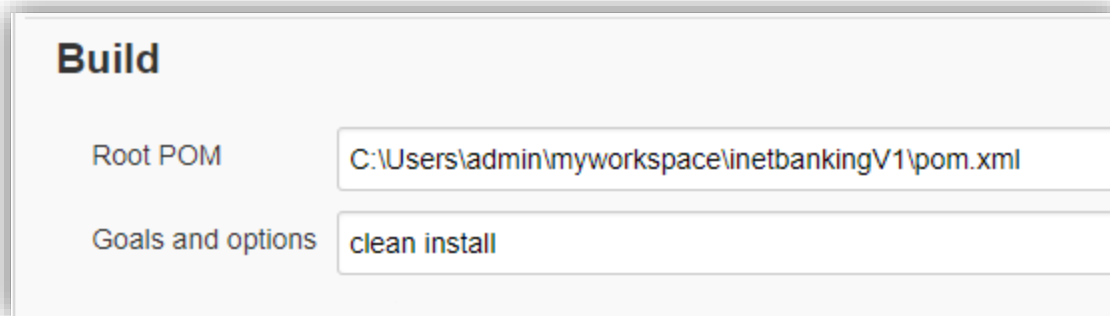 Build
Root POM
C:\Users\admin\myworkspace\inetbankingV1\pom.xml
Goals and options
clean install